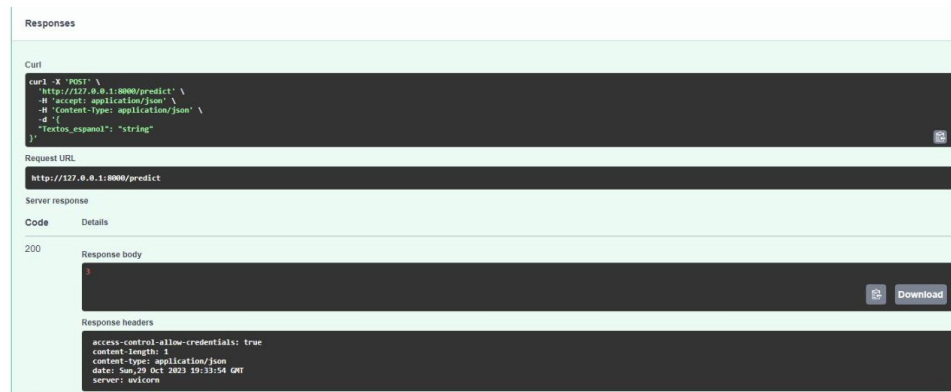 Responses
Curl
curl -X 'POST' \
'http://127.0.0.1:8000/predict' \
-H 'accept: application/json' \
-H 'Content-Type: application/json' \
-d '{
"Textos_espanol": "string"
}'
Request URL
http://127.0.0.1:8000/predict
Server response
Code Details
200
Response body
3
Download
Response headers
access-control-allow-credentials: true
content-length: 1
content-type: application/json
date: Sun,29 Oct 2023 19:33:54 GMT
server: uvicorn